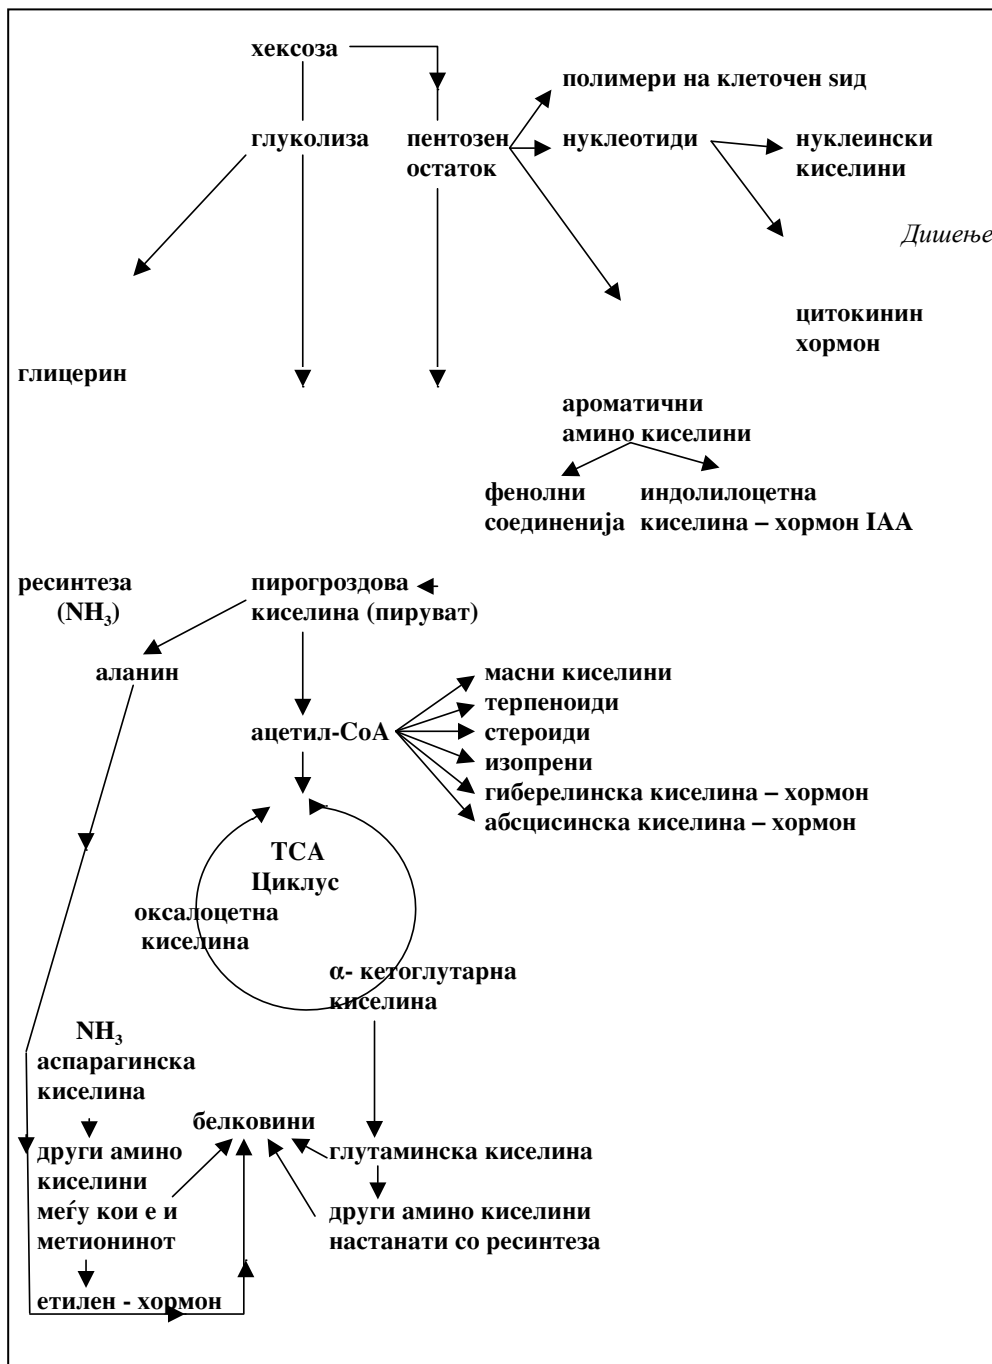 хексоза
полимери на клеточен ѕид
глуколиза
пентозен
остаток
нуклеотиди
нуклеински
киселини
Дишење
цитокинин
хормон
глицерин
ароматични
амино киселини
фенолни
соединенија
индолилоцетна
киселина – хормон IAA
ресинтеза
(NH₃)
пирогроздова
киселина (пируват)
аланин
масни киселини
терпеноиди
ацетил-CoA
стероиди
изопрени
гиберелинска киселина – хормон
абсцисинска киселина – хормон
TCA
Циклус
оксалоцетна
киселина
α- кетоглутарна
киселина
NH₃
аспарагинска
киселина
белковини
други амино
киселини
меѓу кои е и
метионинот
глутаминска киселина
други амино киселини
настанати со ресинтеза
етилен - хормон